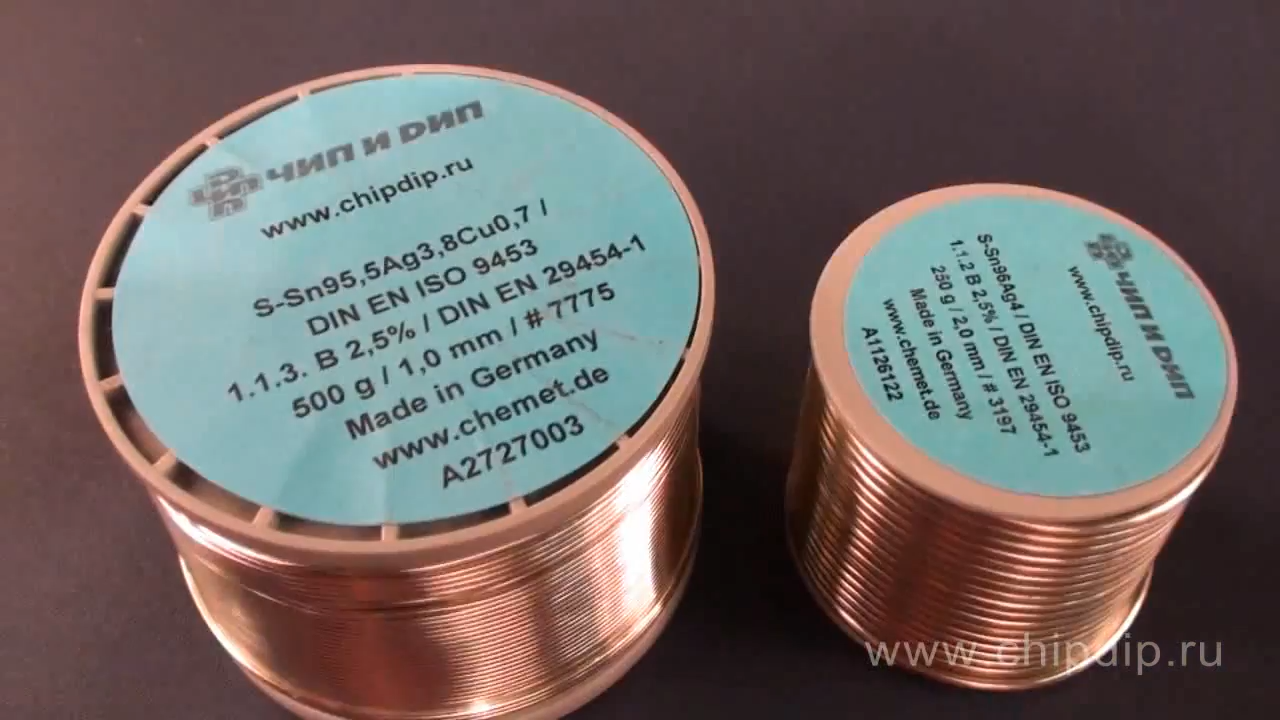 ЧИП И DИП
www.chipdip.ru
S-Sn95,5Ag3,8Cu0,7 /
DIN EN ISO 9453
1.1.3. B 2,5% / DIN EN 29454-1
500 g / 1,0 mm / # 7775
Made in Germany
www.chemet.de
A2727003
ЧИП И DИП
www.chipdip.ru
S-Sn96Ag4 / DIN EN ISO 9453
1.1.2 B 2,5% / DIN EN 29454-1
250 g / 2,0 mm / # 3197
Made in Germany
www.chemet.de
A1126122
www.chipdip.ru